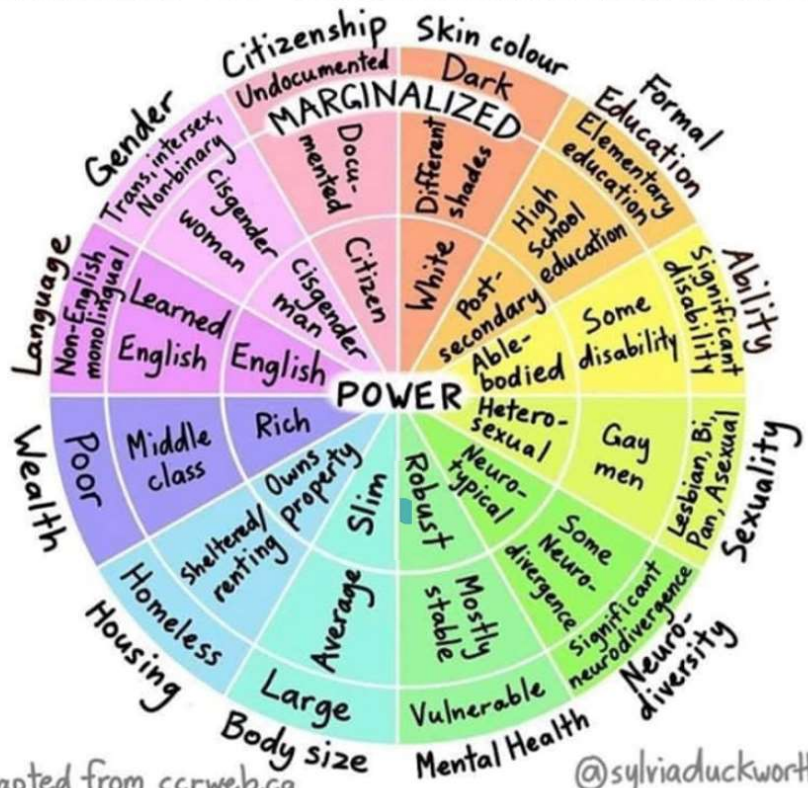 Citizenship
Undocumented
Docu-
mented
Citizen
Skin colour
Dark
Different
shades
White
Formal
Education
Elementary
education
High
School
education
Post-
secondary
Ability
Significant
disability
Some
disability
Able-
bodied
Sexuality
Lesbian, Bi,
Pan, Asexual
Gay
men
Hetero-
sexual
Neuro-
diversity
Significant
neurodivergence
Some
Neuro-
divergence
Neuro-
typical
Mental Health
Vulnerable
Mostly
stable
Robust
Body size
Large
Average
Slim
Housing
Homeless
Sheltered/
renting
Owns
property
Wealth
Poor
Middle
class
Rich
Language
Non-English
monolingual
Learned
English
English
Gender
Trans, intersex,
Non-binary
cisgender
woman
cisgender
man
MARGINALIZED
POWER
from ccrweb.ca
@sylviaduckworth